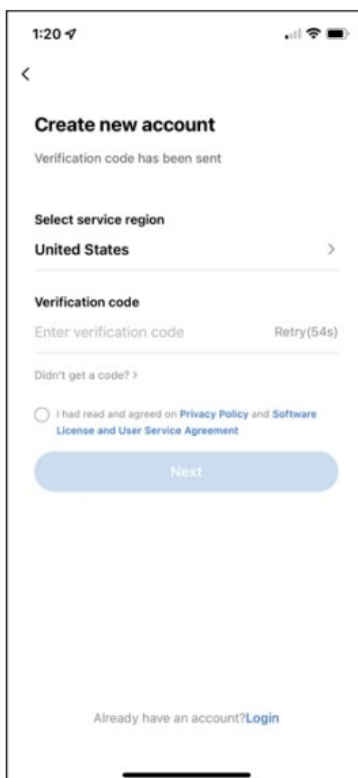 1:20
Create new account
Verification code has been sent
Select service region
United States
Verification code
Enter verification code Retry(54s)
Didn't get a code? >
I had read and agreed on Privacy Policy and Software
License and User Service Agreement
Next
Already have an account?Login